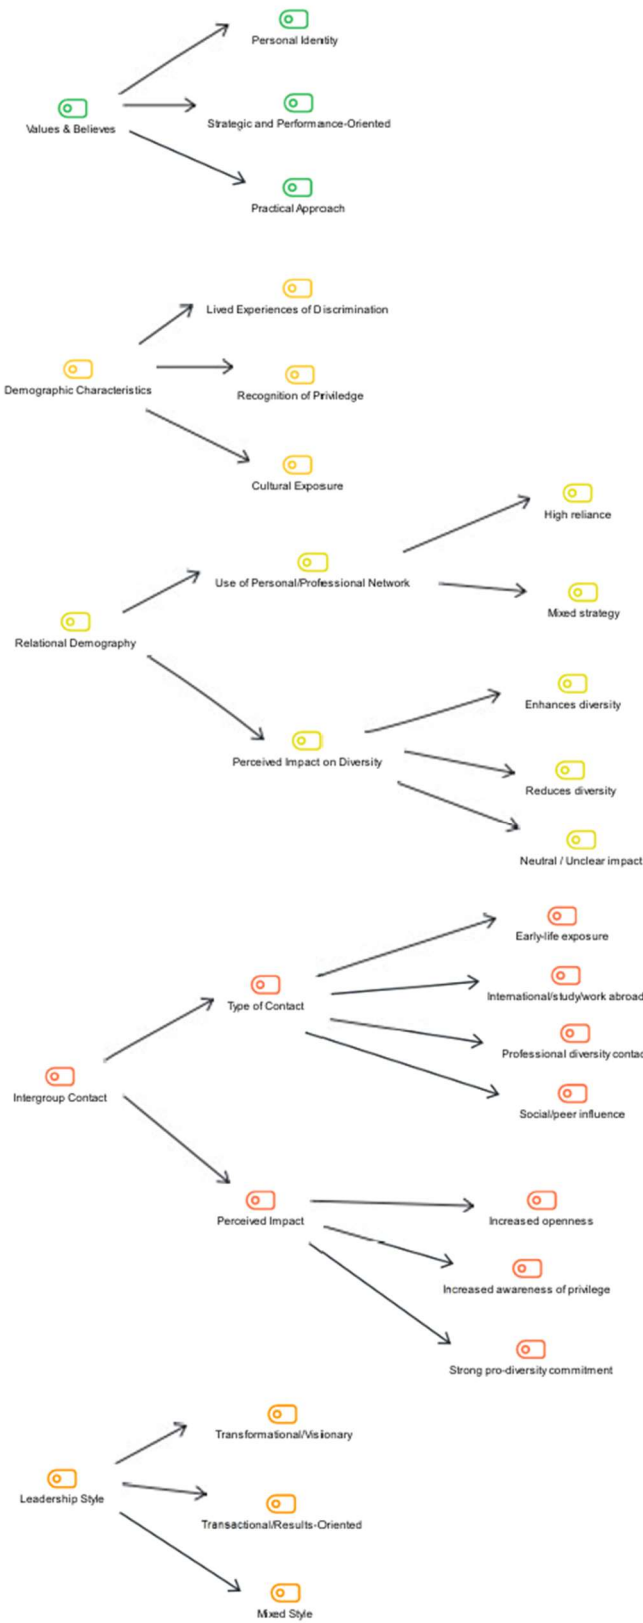 Personal Identity
Values & Believes
Strategic and Performance-Oriented
Practical Approach
Lived Experiences of Discrimination
Demographic Characteristics
Recognition of Priviledge
Cultural Exposure
High reliance
Use of Personal/Professional Network
Mixed strategy
Relational Demography
Enhances diversity
Perceived Impact on Diversity
Reduces diversity
Neutral / Unclear impact
Early-life exposure
Type of Contact
International/study/work abroad
Professional diversity contac
Intergroup Contact
Social/peer influence
Perceived Impact
Increased openness
Increased awareness of privilege
Strong pro-diversity commitment
Transformational/Visionary
Leadership Style
Transactional/Results-Oriented
Mixed Style